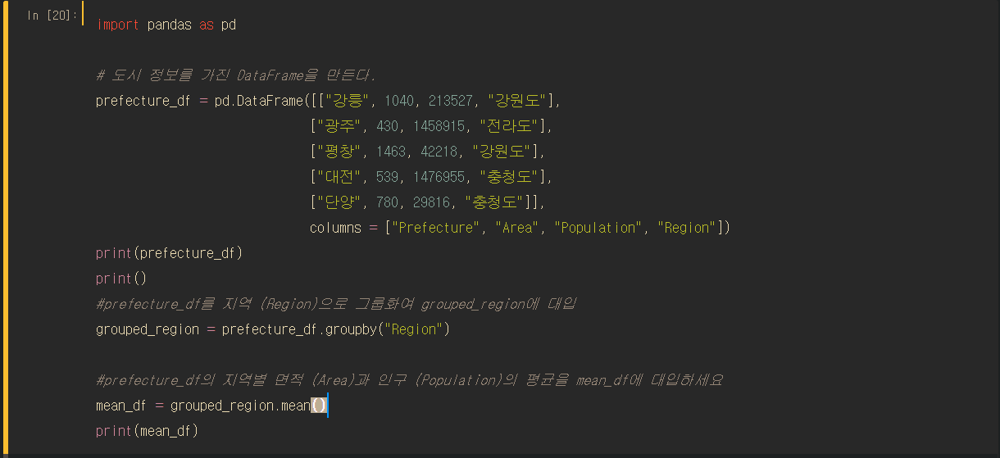 In [20]:
import pandas as pd
# 도시 정보를 가진 DataFrame을 만든다.
prefecture_df = pd.DataFrame([["강릉", 1040, 213527, "강원도"],
["광주", 430, 1458915, "전라도"],
["평창", 1463, 42218, "강원도"],
["대전", 539, 1476955, "충청도"],
["단양", 780, 29816, "충청도"]],
columns = ["Prefecture", "Area", "Population", "Region"])
print(prefecture_df)
print()
#prefecture_df를 지역 (Region)으로 그룹화여 grouped_region에 대입
grouped_region = prefecture_df.groupby("Region")
#prefecture_df의 지역별 면적 (Area)과 인구 (Population)의 평균을 mean_df에 대입하세요
mean_df = grouped_region.mean()
print(mean_df)